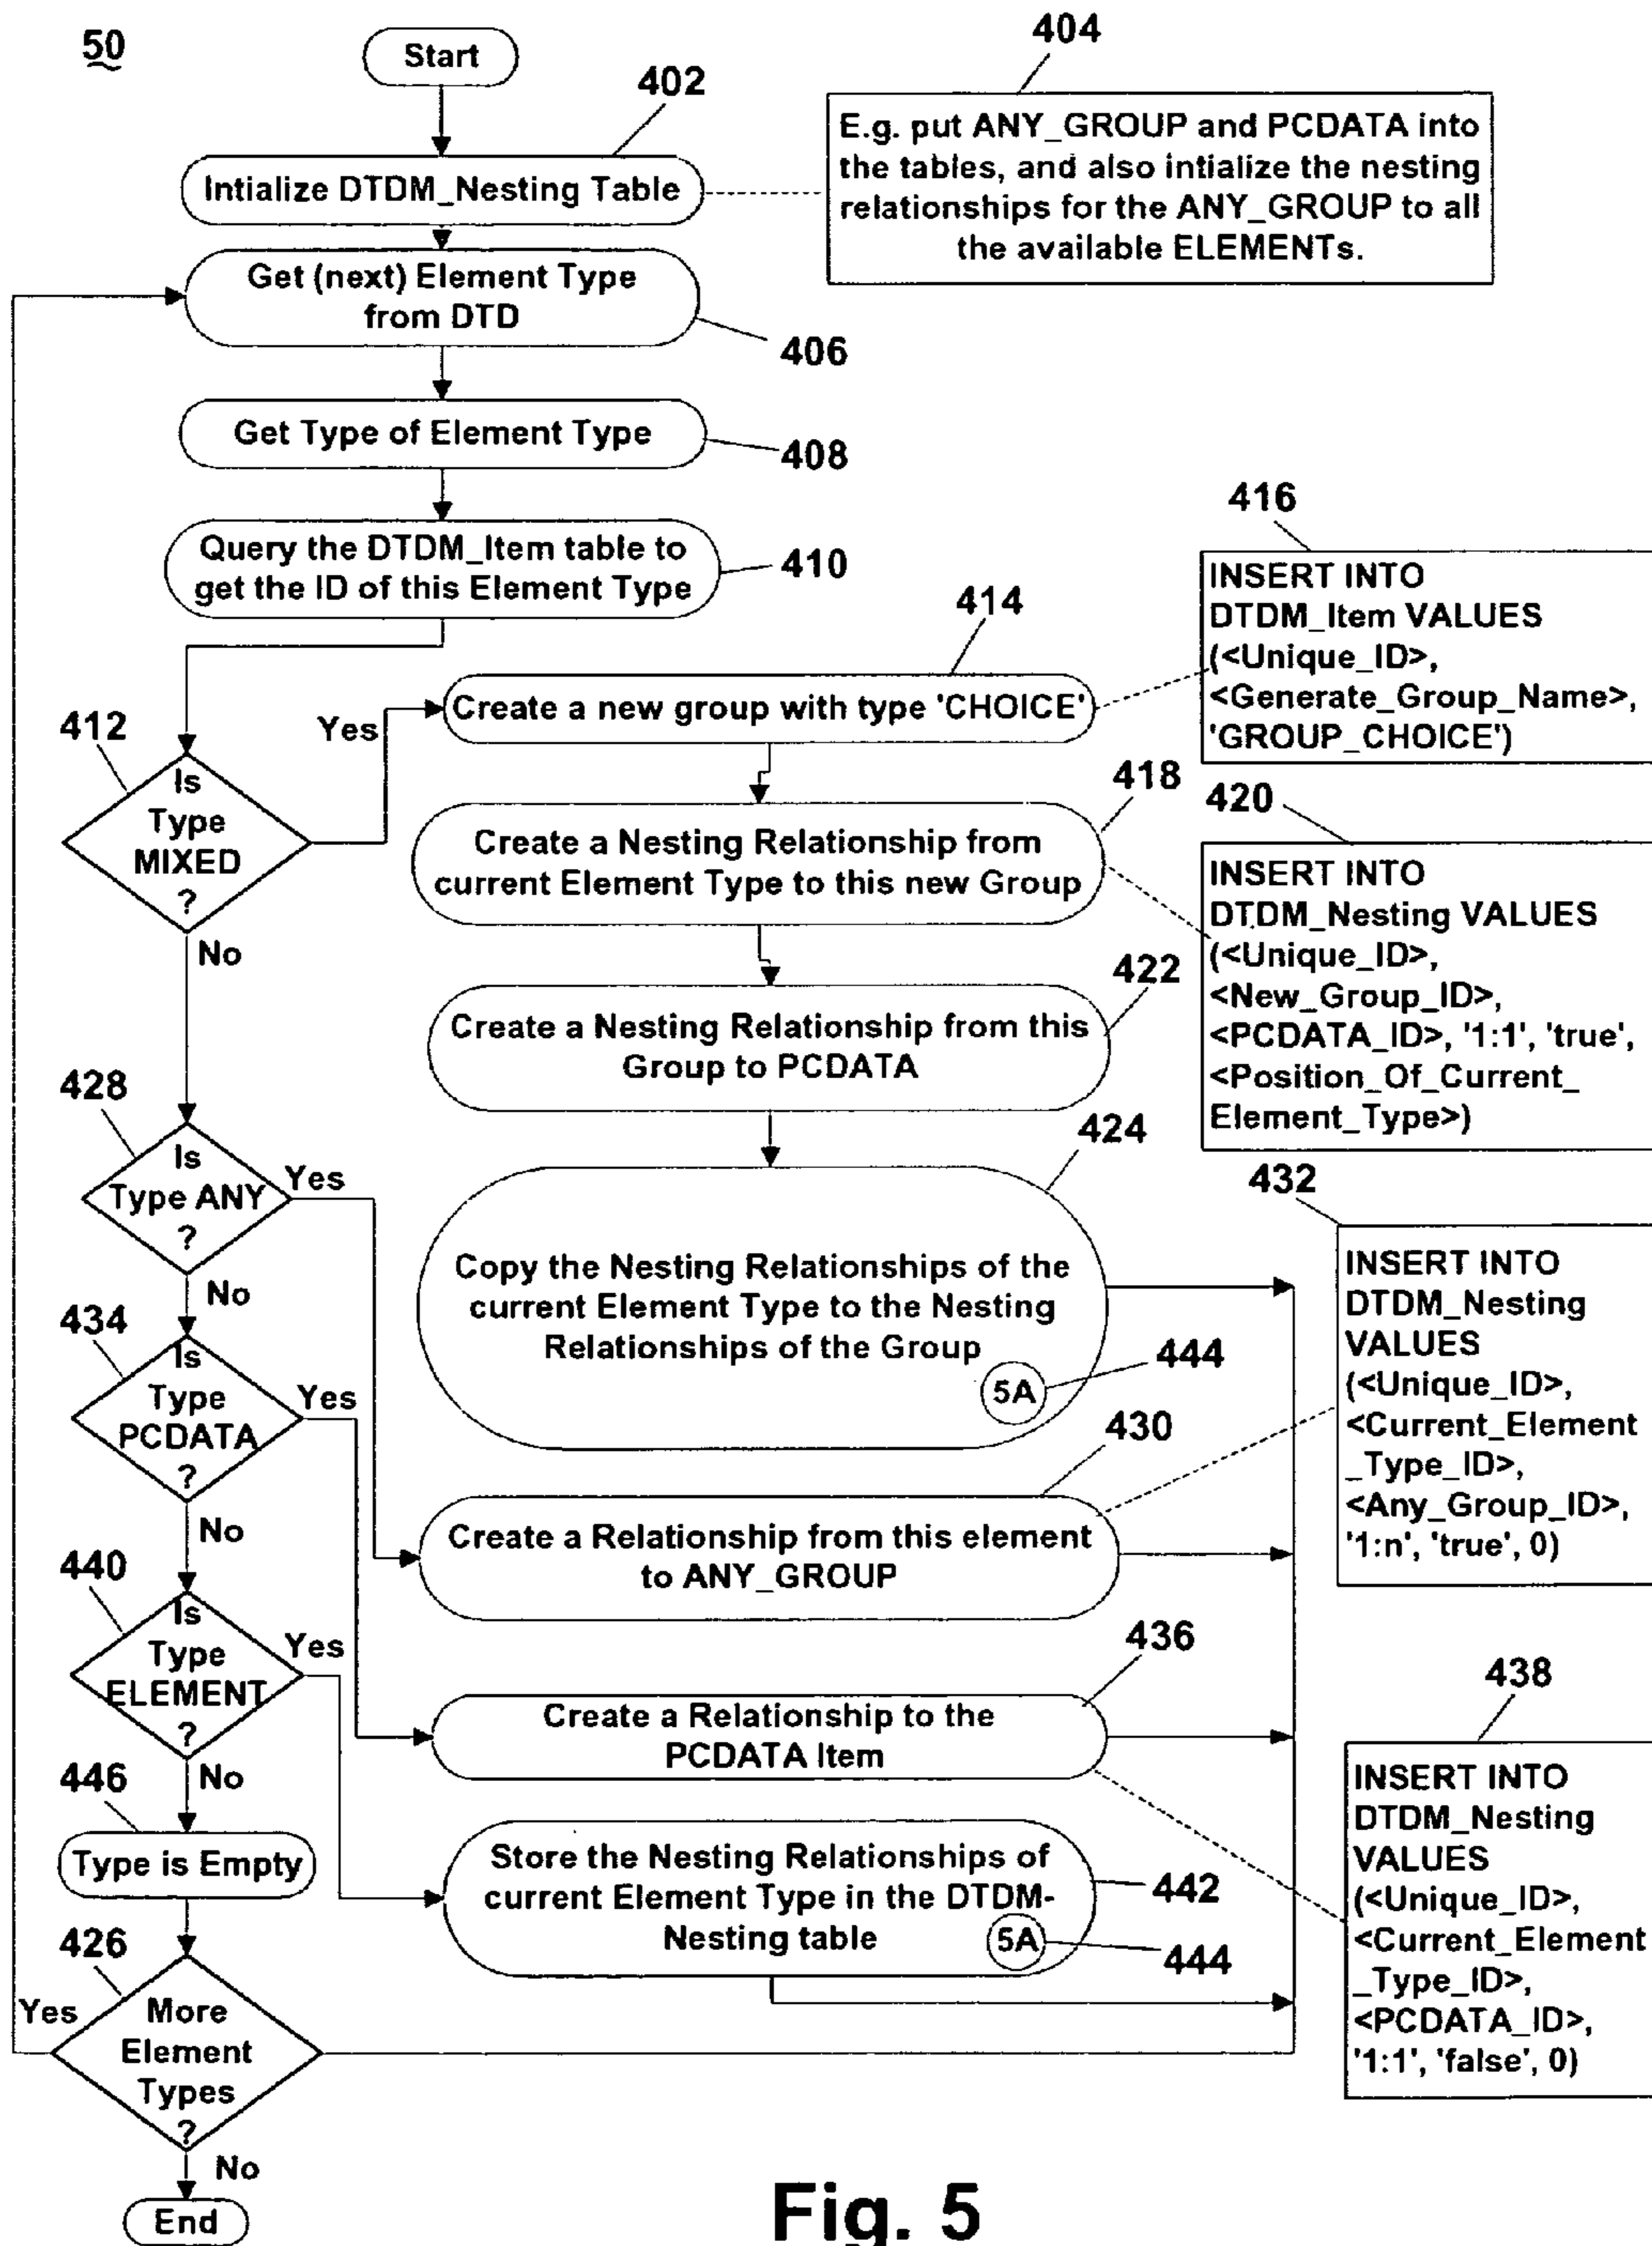 50
Start
402
404
Intialize DTDM_Nesting Table
E.g. put ANY_GROUP and PCDATA into
the tables, and also intialize the nesting
relationships for the ANY_GROUP to all
the available ELEMENTs.
Get (next) Element Type
from DTD
406
Get Type of Element Type
408
Query the DTDM_Item table to
get the ID of this Element Type
410
412
Is
Type
MIXED
?
Yes
No
414
Create a new group with type 'CHOICE'
416
INSERT INTO
DTDM_Item VALUES
(<Unique_ID>,
<Generate_Group_Name>,
'GROUP_CHOICE')
418
Create a Nesting Relationship from
current Element Type to this new Group
420
INSERT INTO
DTDM_Nesting VALUES
(<Unique_ID>,
<New_Group_ID>,
<PCDATA_ID>, '1:1', 'true',
<Position_Of_Current_
Element_Type>)
422
Create a Nesting Relationship from this
Group to PCDATA
424
Copy the Nesting Relationships of the
current Element Type to the Nesting
Relationships of the Group
5A
444
428
Is
Type ANY
?
Yes
No
430
Create a Relationship from this element
to ANY_GROUP
432
INSERT INTO
DTDM_Nesting
VALUES
(<Unique_ID>,
<Current_Element
_Type_ID>,
<Any_Group_ID>,
'1:n', 'true', 0)
434
Is
Type
PCDATA
?
Yes
No
436
Create a Relationship to the
PCDATA Item
438
INSERT INTO
DTDM_Nesting
VALUES
(<Unique_ID>,
<Current_Element
_Type_ID>,
<PCDATA_ID>,
'1:1', 'false', 0)
440
Is
Type
ELEMENT
?
Yes
No
442
Store the Nesting Relationships of
current Element Type in the DTDM-
Nesting table
5A
444
446
Type is Empty
426
More
Element
Types
?
Yes
No
End
Fig. 5